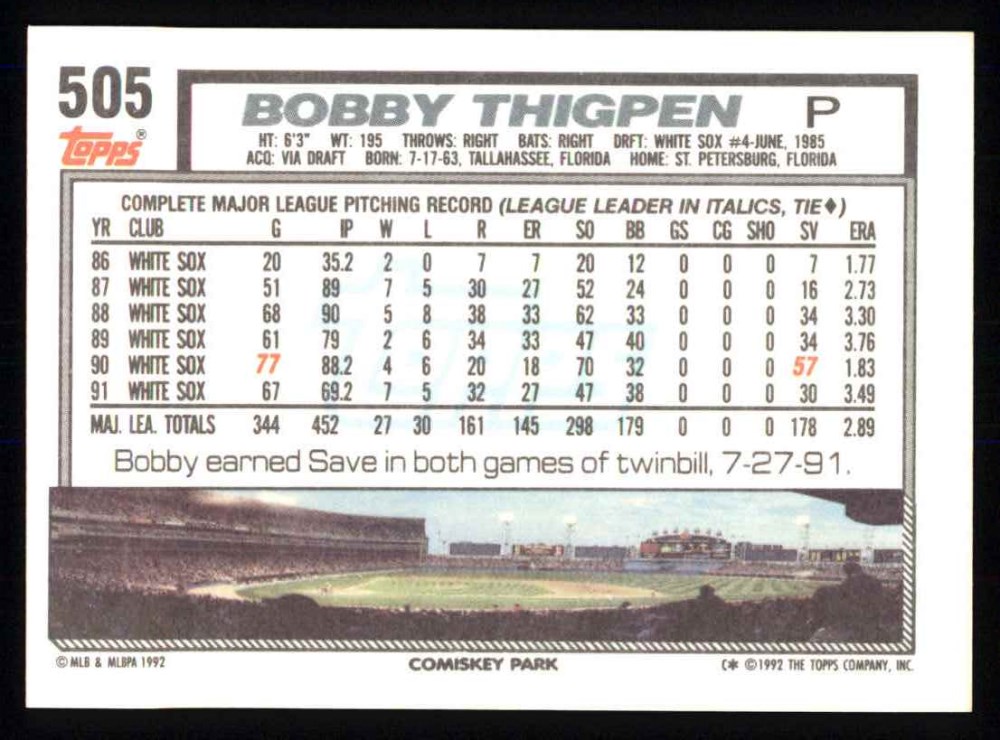 505
BOBBY THIGPEN P
topps®
HT: 6'3" WT: 195 THROWS: RIGHT BATS: RIGHT DRFT: WHITE SOX #4-JUNE, 1985
ACQ: VIA DRAFT BORN: 7-17-63, TALLAHASSEE, FLORIDA HOME: ST. PETERSBURG, FLORIDA
COMPLETE MAJOR LEAGUE PITCHING RECORD (LEAGUE LEADER IN ITALICS, TIE♦)
YR CLUB G IP W L R ER SO BB GS CG SHO SV ERA
86 WHITE SOX 20 35.2 2 0 7 7 20 12 0 0 0 7 1.77
87 WHITE SOX 51 89 7 5 30 27 52 24 0 0 0 16 2.73
88 WHITE SOX 68 90 5 8 38 33 62 33 0 0 0 34 3.30
89 WHITE SOX 61 79 2 6 34 33 47 40 0 0 0 34 3.76
90 WHITE SOX 77 88.2 4 6 20 18 70 32 0 0 0 57 1.83
91 WHITE SOX 67 69.2 7 5 32 27 47 38 0 0 0 30 3.49
MAJ. LEA. TOTALS 344 452 27 30 161 145 298 179 0 0 0 178 2.89
Bobby earned Save in both games of twinbill, 7-27-91.
© MLB & MLBPA 1992 COMISKEY PARK C* © 1992 THE TOPPS COMPANY, INC.